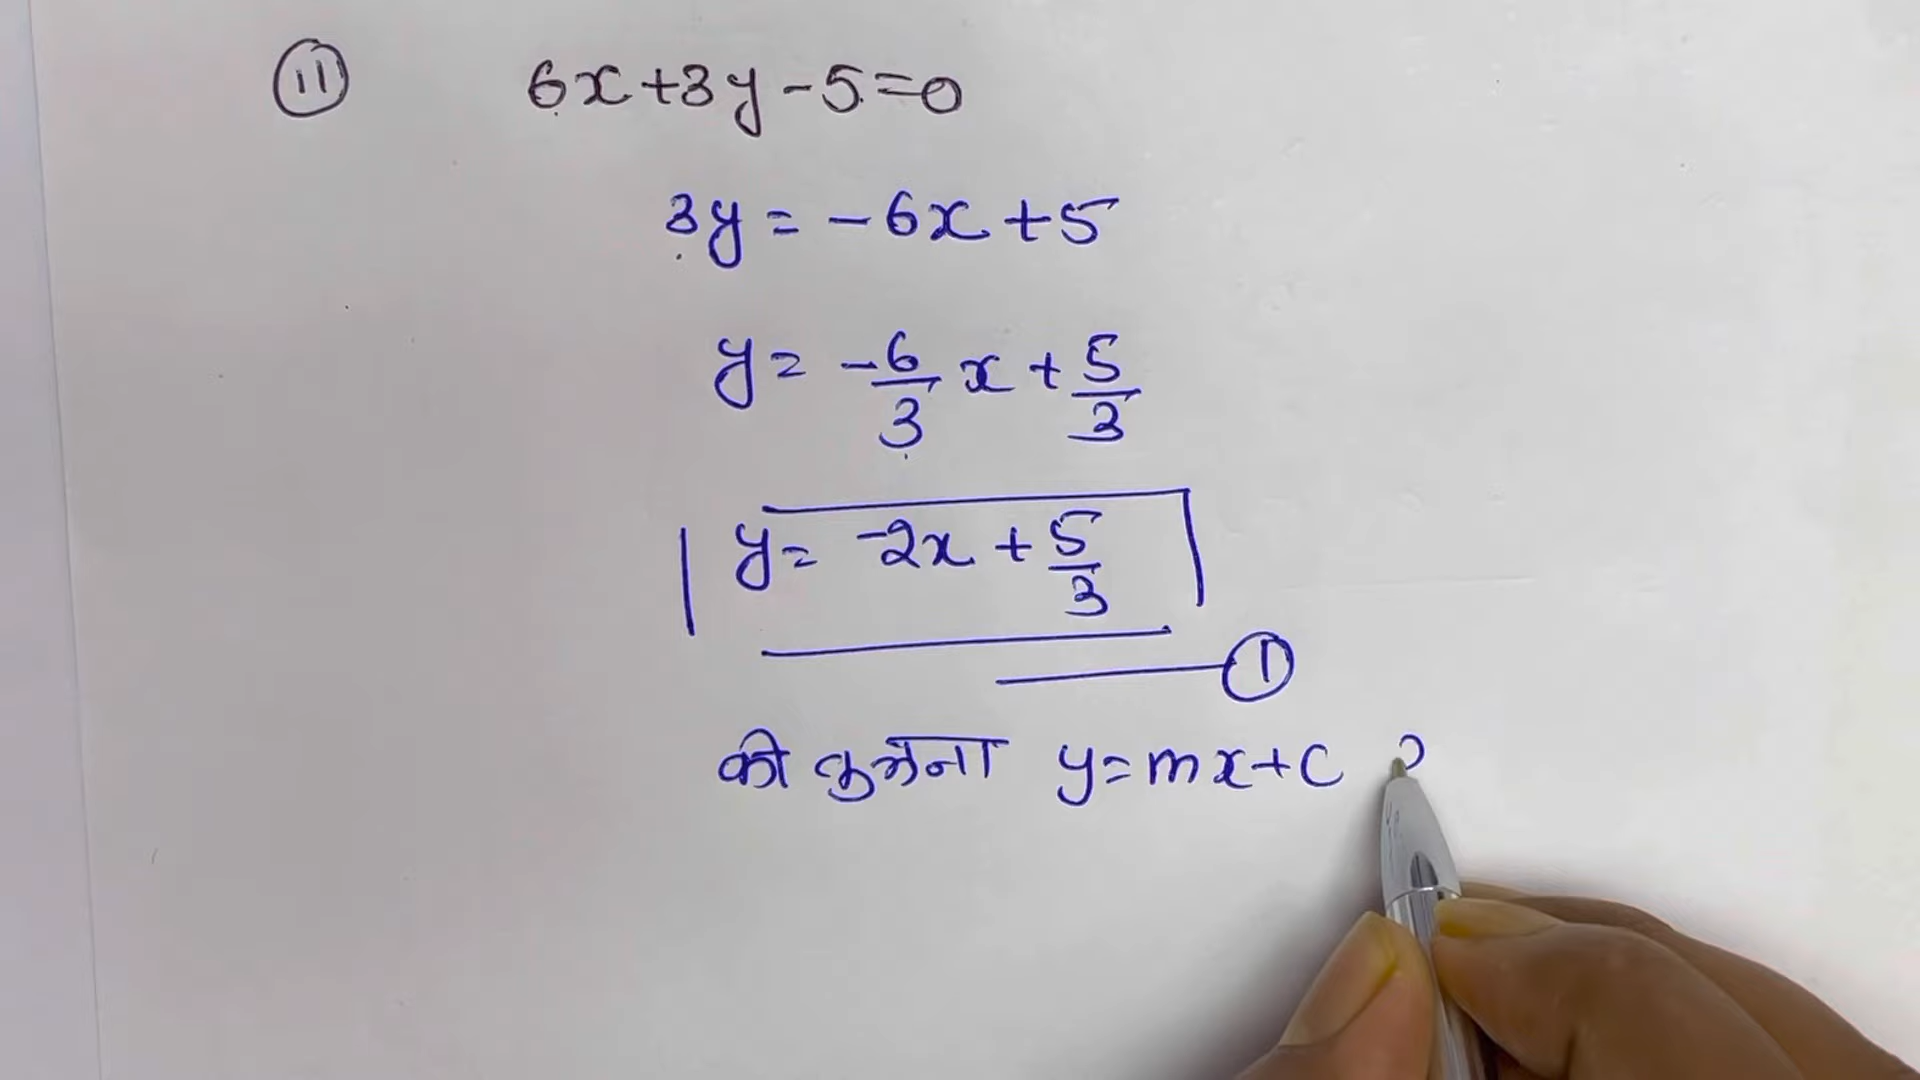 (11) 6x+3y-5=0
3y = -6x+5
y = -6/3 x + 5/3
y = -2x + 5/3
(1)
की तुलना y=mx+c